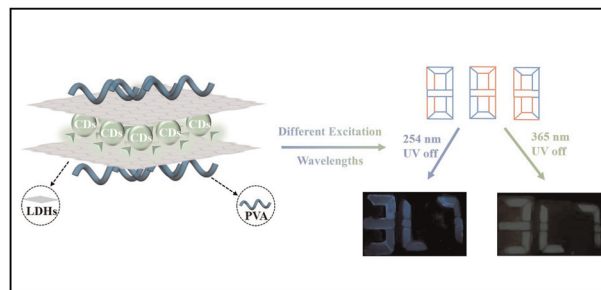 CDs
CDs
CDs
CDs
CDs
LDHs
PVA
Different Excitation
Wavelengths
254 nm
UV off
365 nm
UV off
3L7